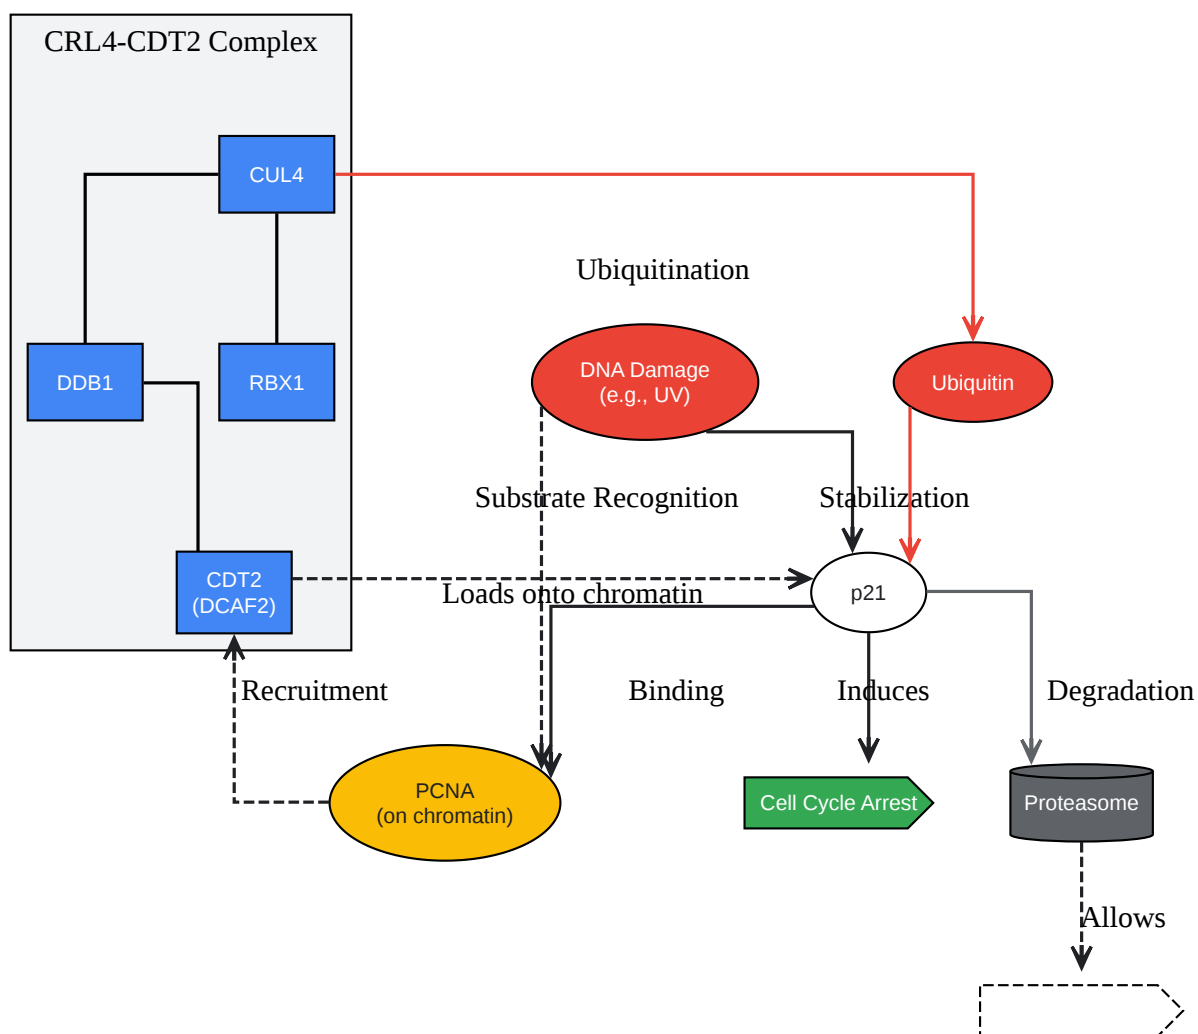 CRL4-CDT2 Complex
CUL4
Ubiquitination
DDB1
RBX1
DNA Damage
(e.g., UV)
Ubiquitin
Substrate Recognition
Stabilization
CDT2
(DCAF2)
Loads onto chromatin
p21
Recruitment
Binding
Induces
Degradation
PCNA
(on chromatin)
Cell Cycle Arrest
Proteasome
Allows